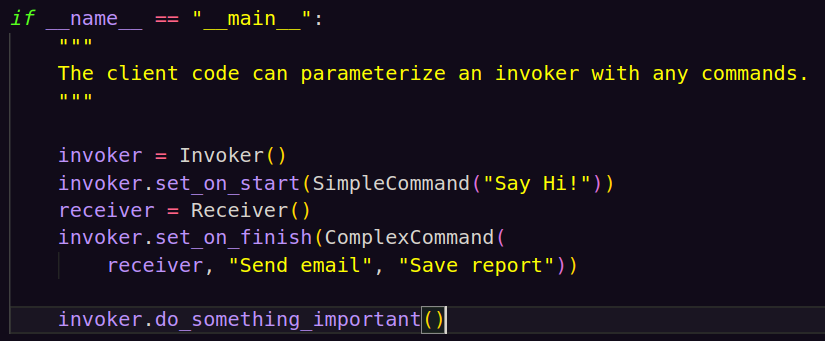 if __name__ == "__main__":
    """
    The client code can parameterize an invoker with any commands.
    """

    invoker = Invoker()
    invoker.set_on_start(SimpleCommand("Say Hi!"))
    receiver = Receiver()
    invoker.set_on_finish(ComplexCommand(
        receiver, "Send email", "Save report"))

    invoker.do_something_important()